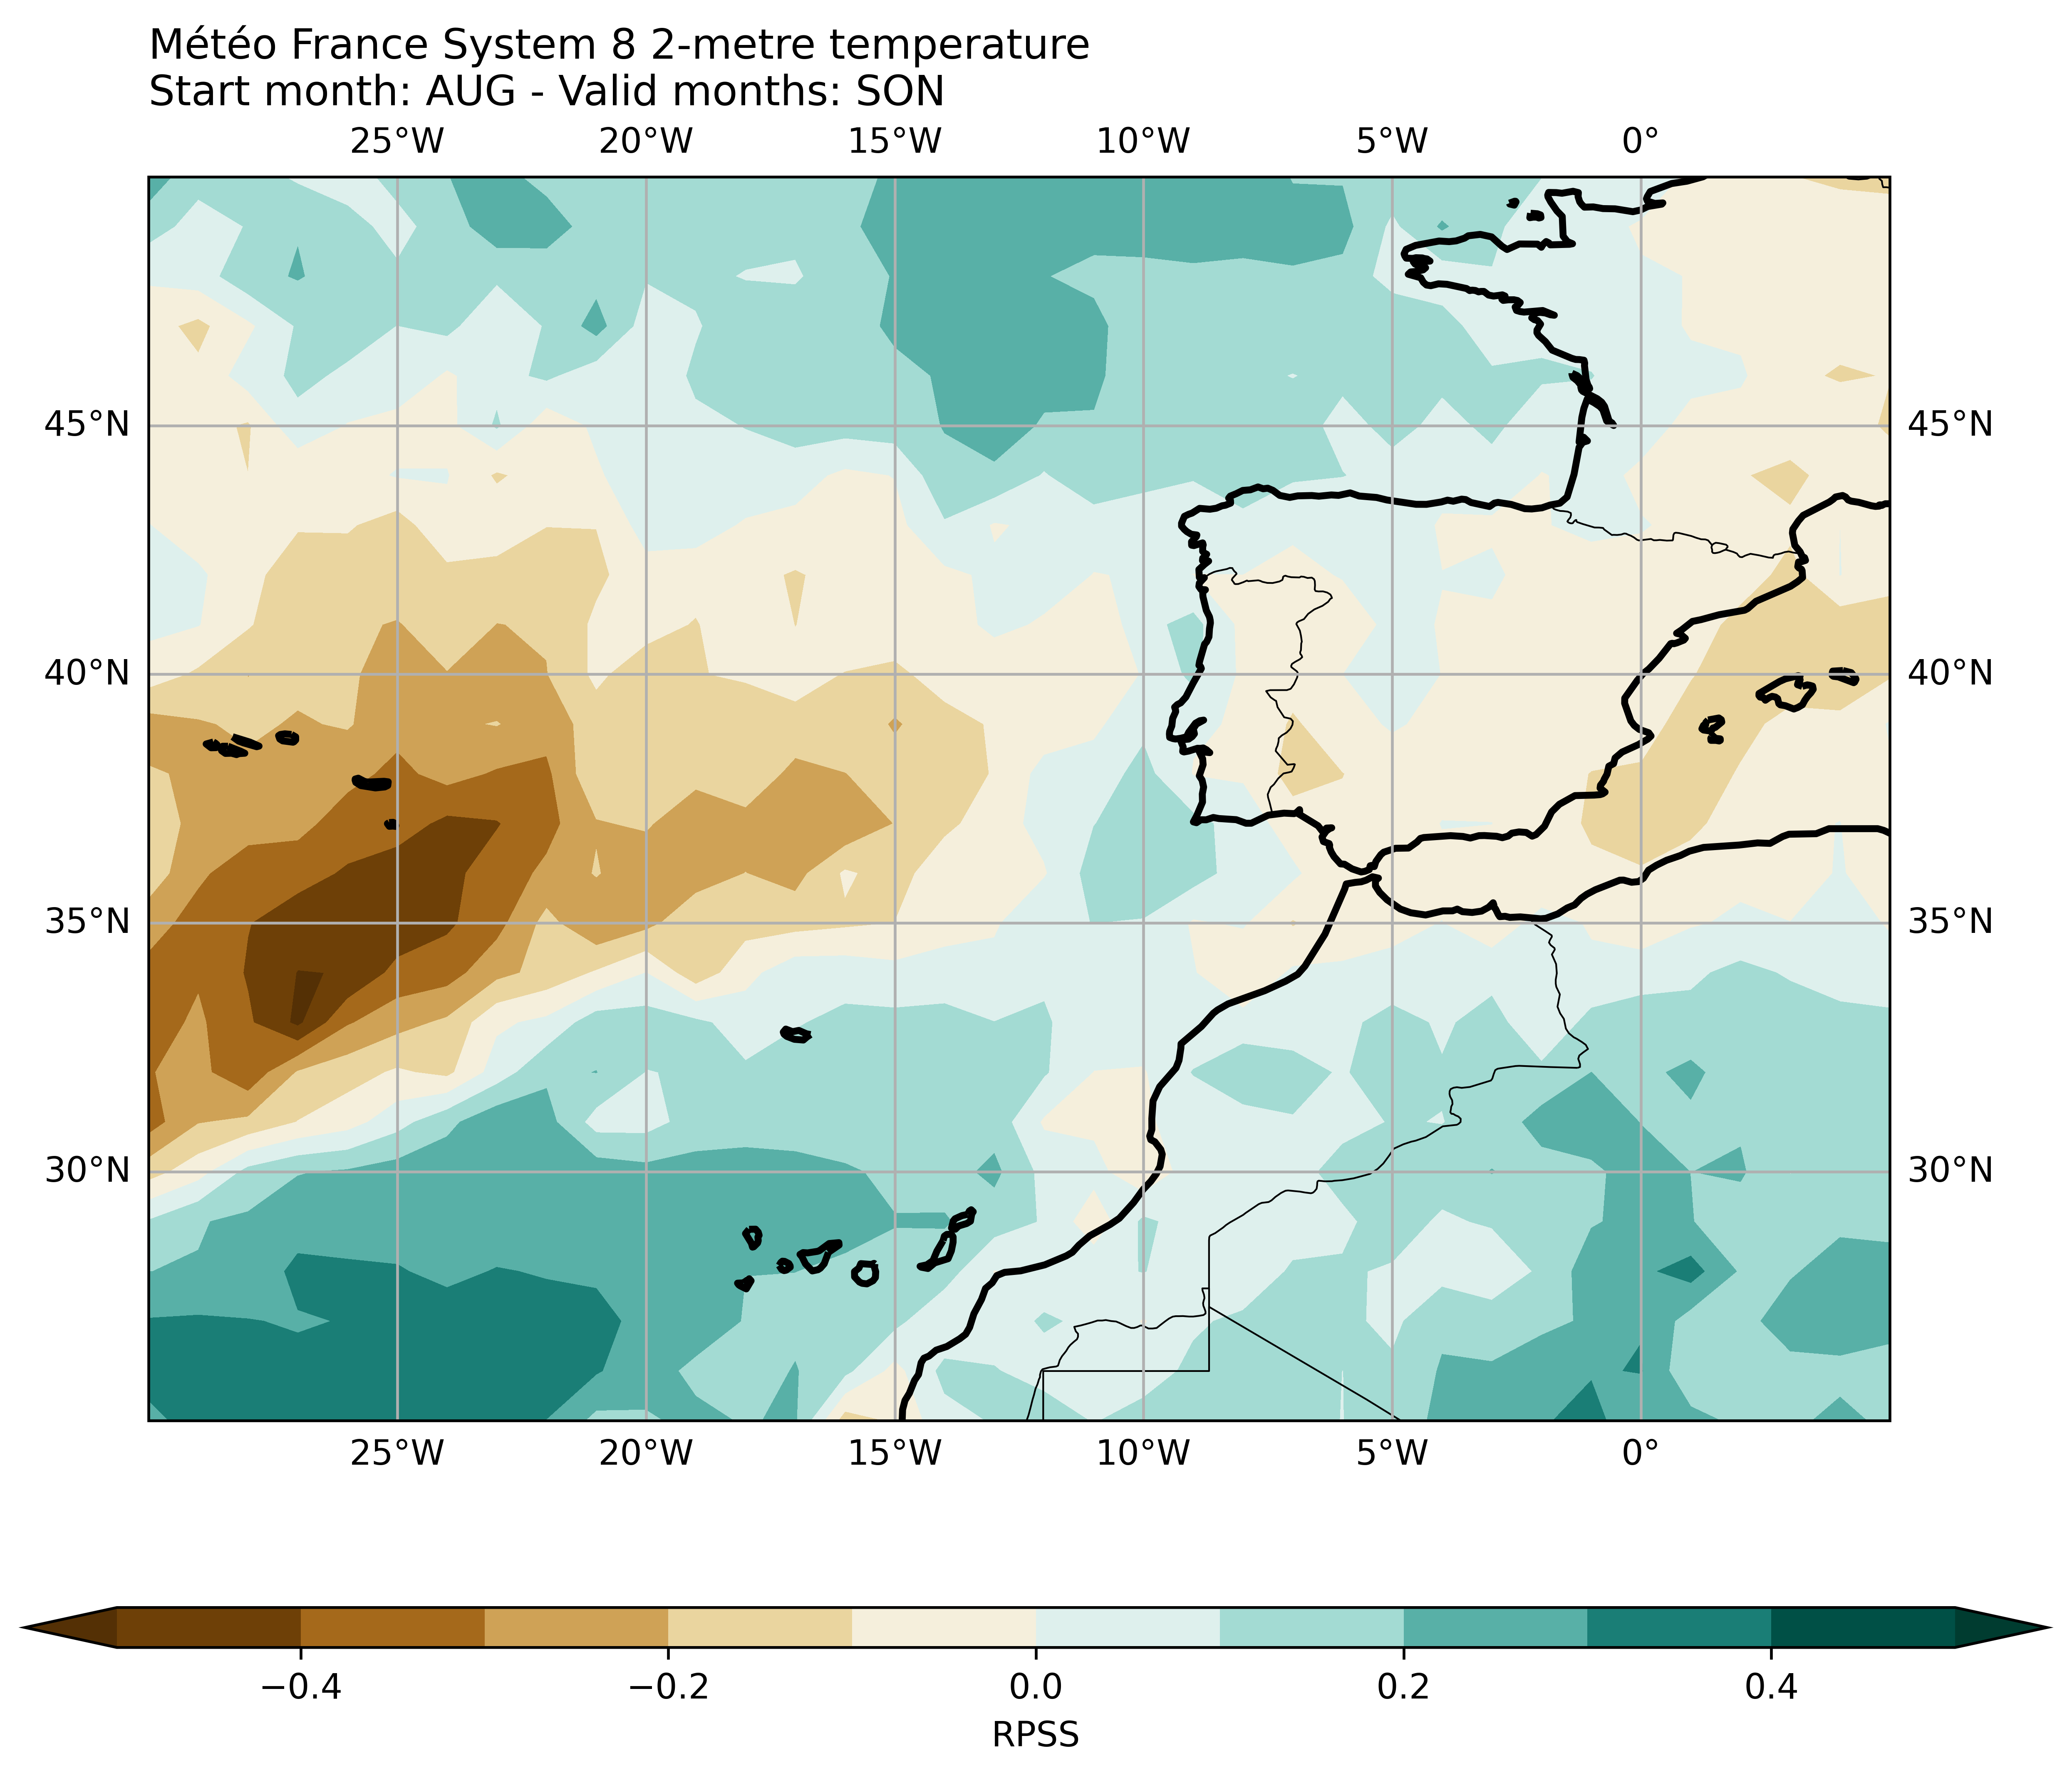 Météo France System 8 2-metre temperature
Start month: AUG - Valid months: SON
25°W 20°W 15°W 10°W 5°W 0°
45°N 45°N
40°N 40°N
35°N 35°N
30°N 30°N
25°W 20°W 15°W 10°W 5°W 0°
−0.4 −0.2 0.0 0.2 0.4
RPSS